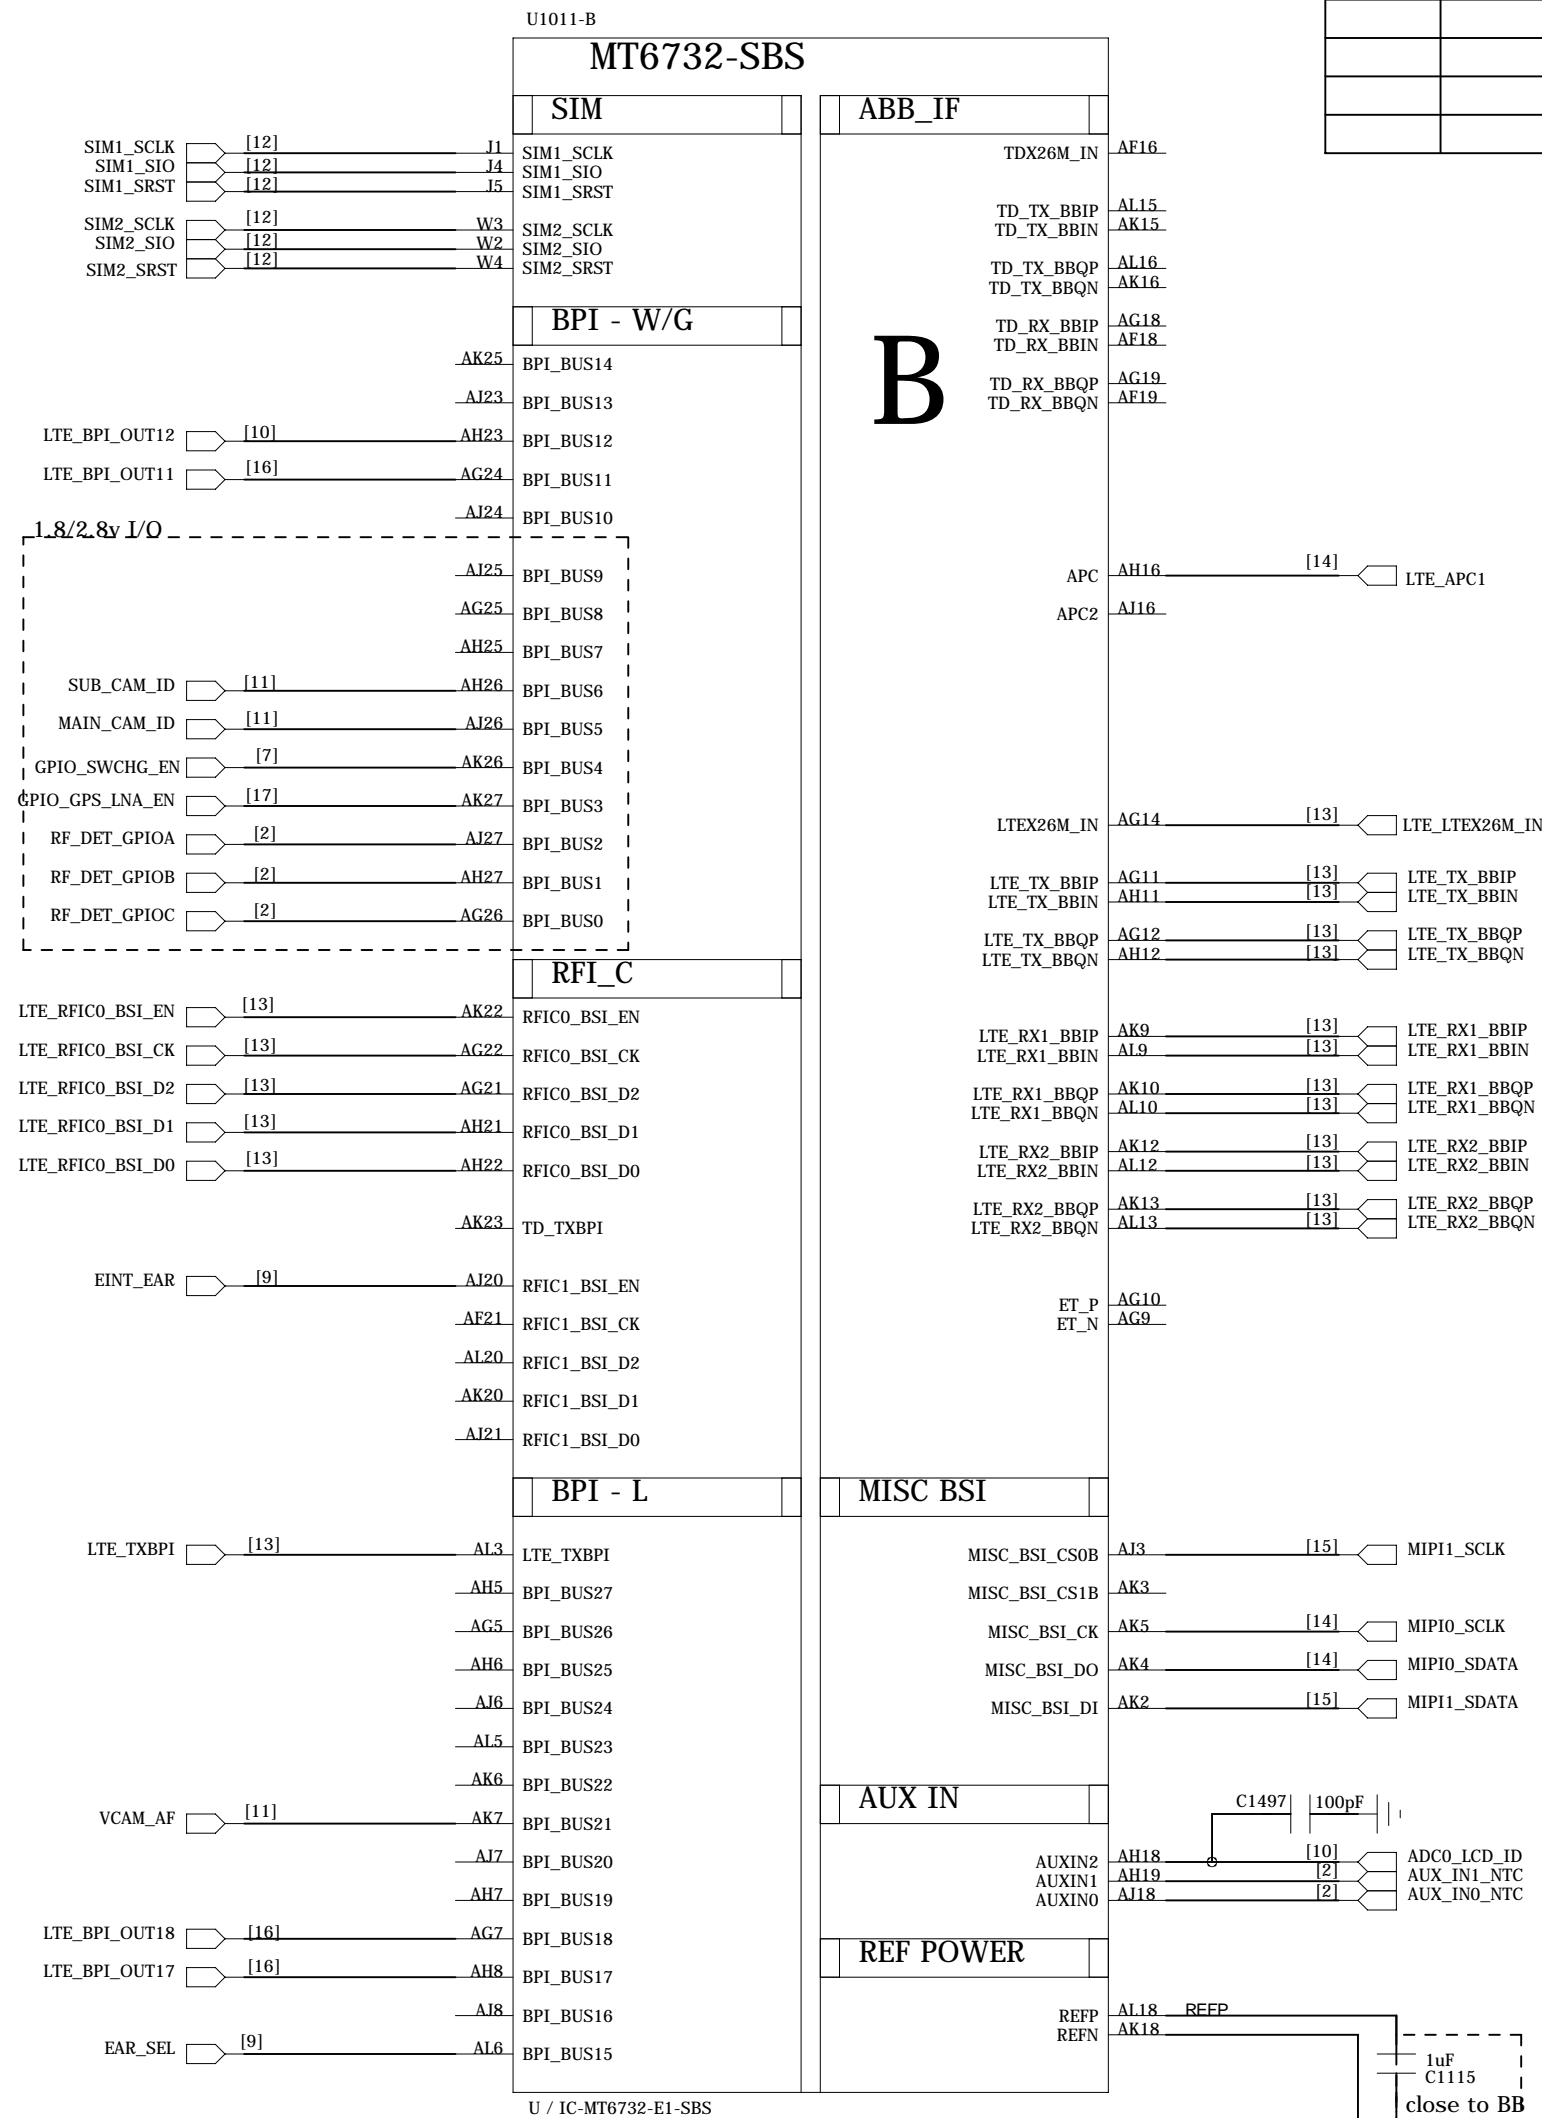 U1011-B
MT6732-SBS
SIM
SIM1_SCLK [12] J1 SIM1_SCLK
SIM1_SIO [12] J4 SIM1_SIO
SIM1_SRST [12] J5 SIM1_SRST
SIM2_SCLK [12] W3 SIM2_SCLK
SIM2_SIO [12] W2 SIM2_SIO
SIM2_SRST [12] W4 SIM2_SRST
BPI - W/G
AK25 BPI_BUS14
AJ23 BPI_BUS13
LTE_BPI_OUT12 [10] AH23 BPI_BUS12
LTE_BPI_OUT11 [16] AG24 BPI_BUS11
AJ24 BPI_BUS10
1.8/2.8v I/O
AJ25 BPI_BUS9
AG25 BPI_BUS8
AH25 BPI_BUS7
SUB_CAM_ID [11] AH26 BPI_BUS6
MAIN_CAM_ID [11] AJ26 BPI_BUS5
GPIO_SWCHG_EN [7] AK26 BPI_BUS4
GPIO_GPS_LNA_EN [17] AK27 BPI_BUS3
RF_DET_GPIOA [2] AJ27 BPI_BUS2
RF_DET_GPIOB [2] AH27 BPI_BUS1
RF_DET_GPIOC [2] AG26 BPI_BUS0
RFI_C
LTE_RFIC0_BSI_EN [13] AK22 RFIC0_BSI_EN
LTE_RFIC0_BSI_CK [13] AG22 RFIC0_BSI_CK
LTE_RFIC0_BSI_D2 [13] AG21 RFIC0_BSI_D2
LTE_RFIC0_BSI_D1 [13] AH21 RFIC0_BSI_D1
LTE_RFIC0_BSI_D0 [13] AH22 RFIC0_BSI_D0
AK23 TD_TXBPI
EINT_EAR [9] AJ20 RFIC1_BSI_EN
AF21 RFIC1_BSI_CK
AL20 RFIC1_BSI_D2
AK20 RFIC1_BSI_D1
AJ21 RFIC1_BSI_D0
BPI - L
LTE_TXBPI [13] AL3 LTE_TXBPI
AH5 BPI_BUS27
AG5 BPI_BUS26
AH6 BPI_BUS25
AJ6 BPI_BUS24
AL5 BPI_BUS23
AK6 BPI_BUS22
VCAM_AF [11] AK7 BPI_BUS21
AJ7 BPI_BUS20
AH7 BPI_BUS19
LTE_BPI_OUT18 [16] AG7 BPI_BUS18
LTE_BPI_OUT17 [16] AH8 BPI_BUS17
AJ8 BPI_BUS16
EAR_SEL [9] AL6 BPI_BUS15
U / IC-MT6732-E1-SBS
ABB_IF
B
TDX26M_IN AF16
TD_TX_BBIP AL15
TD_TX_BBIN AK15
TD_TX_BBQP AL16
TD_TX_BBQN AK16
TD_RX_BBIP AG18
TD_RX_BBIN AF18
TD_RX_BBQP AG19
TD_RX_BBQN AF19
APC AH16 [14] LTE_APC1
APC2 AJ16
LTEX26M_IN AG14 [13] LTE_LTEX26M_IN
LTE_TX_BBIP AG11 [13] LTE_TX_BBIP
LTE_TX_BBIN AH11 [13] LTE_TX_BBIN
LTE_TX_BBQP AG12 [13] LTE_TX_BBQP
LTE_TX_BBQN AH12 [13] LTE_TX_BBQN
LTE_RX1_BBIP AK9 [13] LTE_RX1_BBIP
LTE_RX1_BBIN AL9 [13] LTE_RX1_BBIN
LTE_RX1_BBQP AK10 [13] LTE_RX1_BBQP
LTE_RX1_BBQN AL10 [13] LTE_RX1_BBQN
LTE_RX2_BBIP AK12 [13] LTE_RX2_BBIP
LTE_RX2_BBIN AL12 [13] LTE_RX2_BBIN
LTE_RX2_BBQP AK13 [13] LTE_RX2_BBQP
LTE_RX2_BBQN AL13 [13] LTE_RX2_BBQN
ET_P AG10
ET_N AG9
MISC BSI
MISC_BSI_CS0B AJ3 [15] MIPI1_SCLK
MISC_BSI_CS1B AK3
MISC_BSI_CK AK5 [14] MIPI0_SCLK
MISC_BSI_DO AK4 [14] MIPI0_SDATA
MISC_BSI_DI AK2 [15] MIPI1_SDATA
AUX IN
C1497 100pF
AUXIN2 AH18 [10] ADC0_LCD_ID
AUXIN1 AH19 [2] AUX_IN1_NTC
AUXIN0 AJ18 [2] AUX_IN0_NTC
REF POWER
REFP AL18 REFP
REFN AK18
1uF
C1115
close to BB